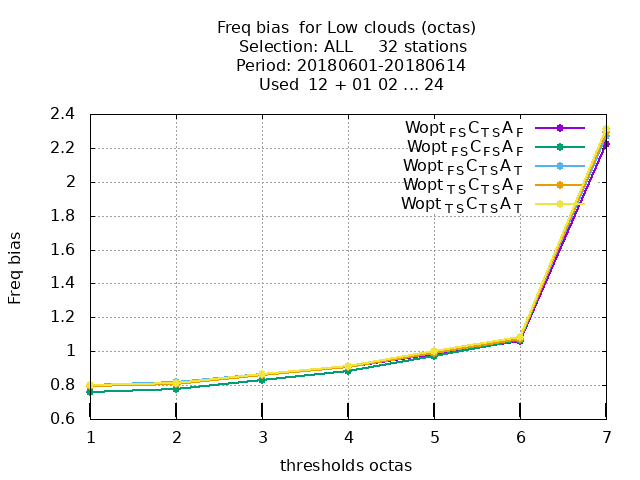 Freq bias  for Low clouds (octas)
Selection: ALL     32 stations
Period: 20180601-20180614
Used  12 + 01 02 ... 24
Freq bias
2.4
2.2
2
1.8
1.6
1.4
1.2
1
0.8
0.6
Wopt FS C TS A F
Wopt FS C FS A F
Wopt FS C TS A T
Wopt TS C TS A F
Wopt TS C TS A T
1 2 3 4 5 6 7
thresholds octas